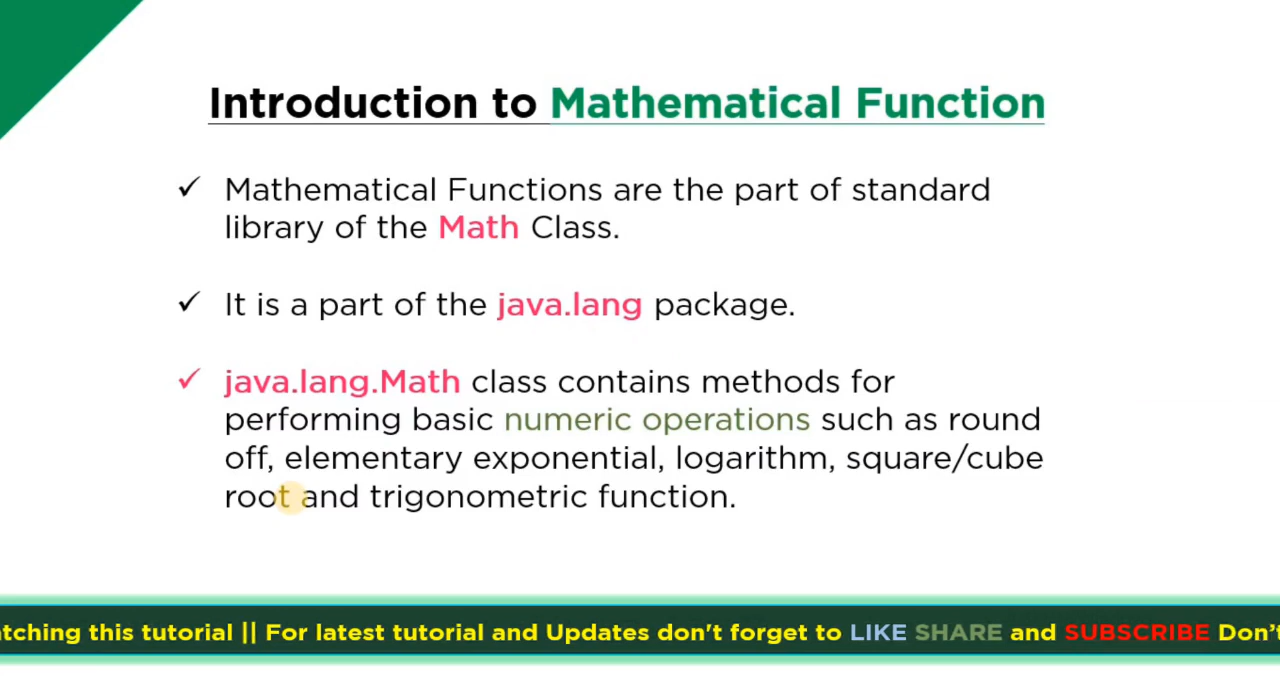 Introduction to Mathematical Function
✓ Mathematical Functions are the part of standard
library of the Math Class.
✓ It is a part of the java.lang package.
✓ java.lang.Math class contains methods for
performing basic numeric operations such as round
off, elementary exponential, logarithm, square/cube
root and trigonometric function.
tching this tutorial || For latest tutorial and Updates don't forget to LIKE SHARE and SUBSCRIBE Don't